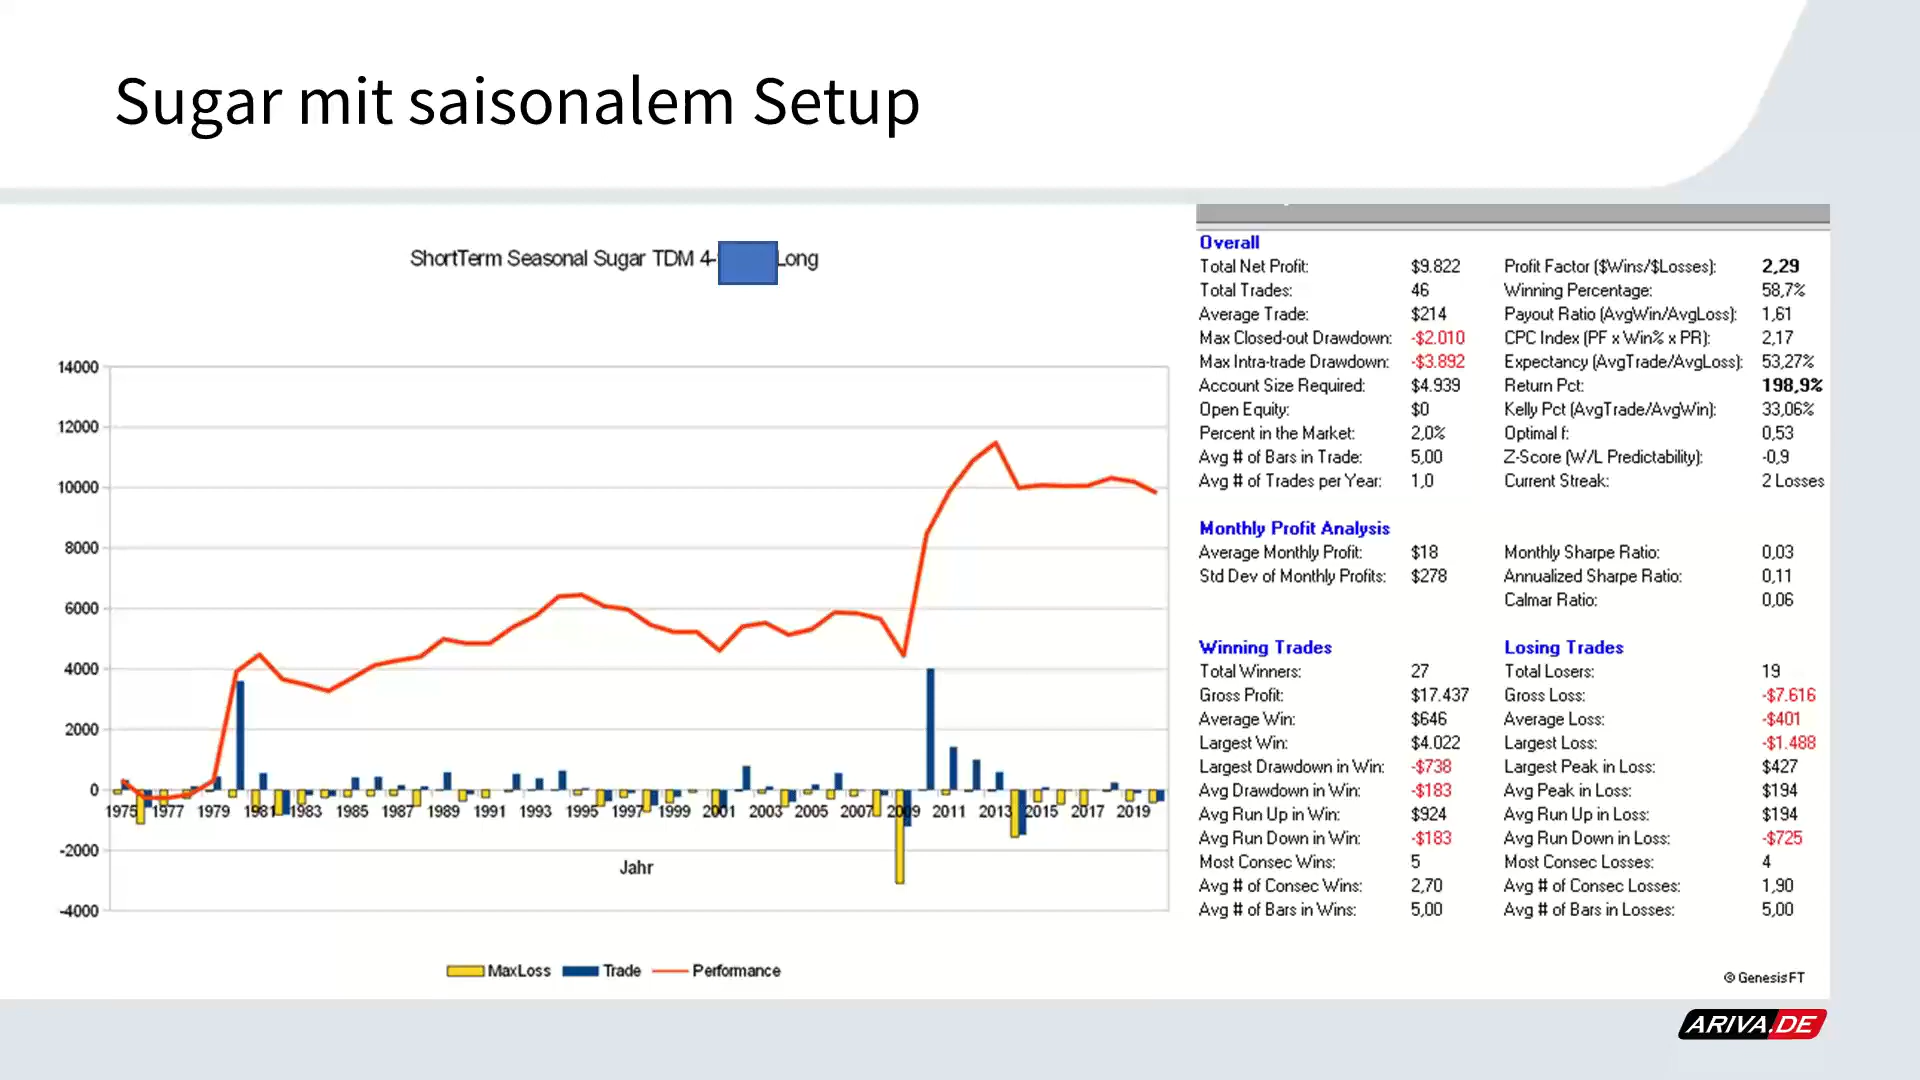 Sugar mit saisonalem Setup
ShortTerm Seasonal Sugar TDM 4- Long
14000
12000
10000
8000
6000
4000
2000
0
-2000
-4000
1975 1977 1979 1981 1983 1985 1987 1989 1991 1993 1995 1997 1999 2001 2003 2005 2007 2009 2011 2013 2015 2017 2019
Jahr
MaxLoss Trade Performance
Overall
Total Net Profit: $9.822 Profit Factor ($Wins/$Losses): 2,29
Total Trades: 46 Winning Percentage: 58,7%
Average Trade: $214 Payout Ratio (AvgWin/AvgLoss): 1,61
Max Closed-out Drawdown: -$2.010 CPC Index (PF x Win% x PR): 2,17
Max Intra-trade Drawdown: -$3.892 Expectancy (AvgTrade/AvgLoss): 53,27%
Account Size Required: $4.939 Return Pct: 198,9%
Open Equity: $0 Kelly Pct (AvgTrade/AvgWin): 33,06%
Percent in the Market: 2,0% Optimal f: 0,53
Avg # of Bars in Trade: 5,00 Z-Score (W/L Predictability): -0,9
Avg # of Trades per Year: 1,0 Current Streak: 2 Losses
Monthly Profit Analysis
Average Monthly Profit: $18 Monthly Sharpe Ratio: 0,03
Std Dev of Monthly Profits: $278 Annualized Sharpe Ratio: 0,11
Calmar Ratio: 0,06
Winning Trades Losing Trades
Total Winners: 27 Total Losers: 19
Gross Profit: $17.437 Gross Loss: -$7.616
Average Win: $646 Average Loss: -$401
Largest Win: $4.022 Largest Loss: -$1.488
Largest Drawdown in Win: -$738 Largest Peak in Loss: $427
Avg Drawdown in Win: -$183 Avg Peak in Loss: $194
Avg Run Up in Win: $924 Avg Run Up in Loss: $194
Avg Run Down in Win: -$183 Avg Run Down in Loss: -$725
Most Consec Wins: 5 Most Consec Losses: 4
Avg # of Consec Wins: 2,70 Avg # of Consec Losses: 1,90
Avg # of Bars in Wins: 5,00 Avg # of Bars in Losses: 5,00
© GenesisFT
ARIVA.DE